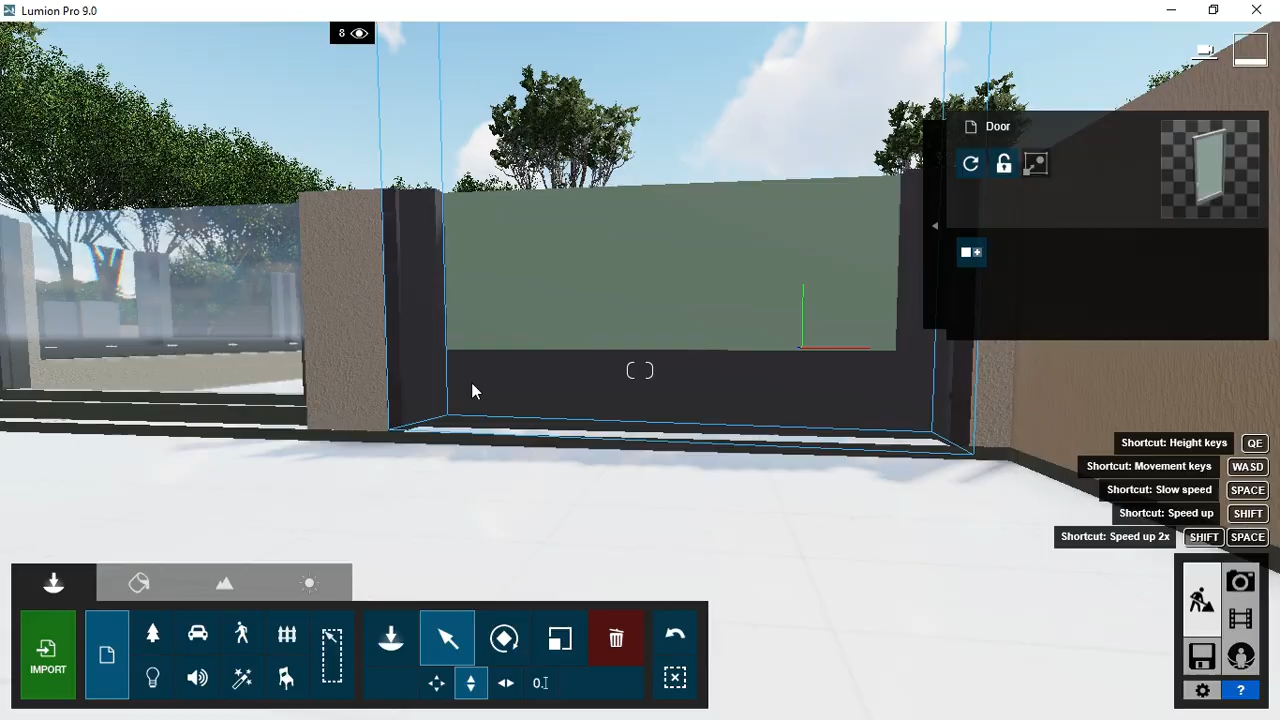 Lumion Pro 9.0
8
Door
Shortcut: Height keys QE
Shortcut: Movement keys WASD
Shortcut: Slow speed SPACE
Shortcut: Speed up SHIFT
Shortcut: Speed up 2x SHIFT SPACE
IMPORT
0.
?